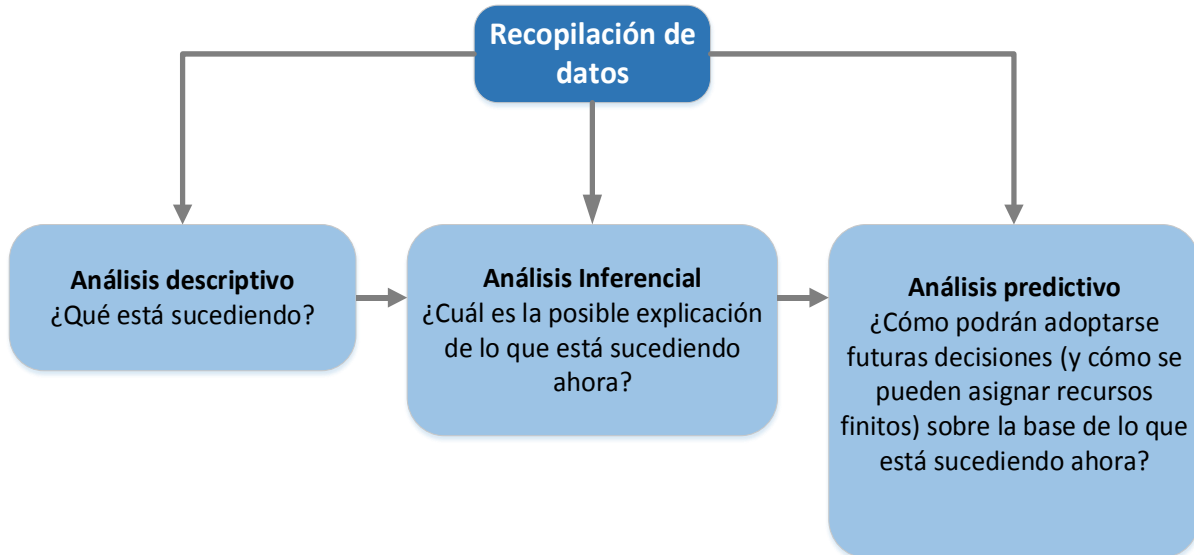 Recopilación de
datos
Análisis descriptivo
¿Qué está sucediendo?
Análisis Inferencial
¿Cuál es la posible explicación
de lo que está sucediendo
ahora?
Análisis predictivo
¿Cómo podrán adoptarse
futuras decisiones (y cómo se
pueden asignar recursos
finitos) sobre la base de lo que
está sucediendo ahora?